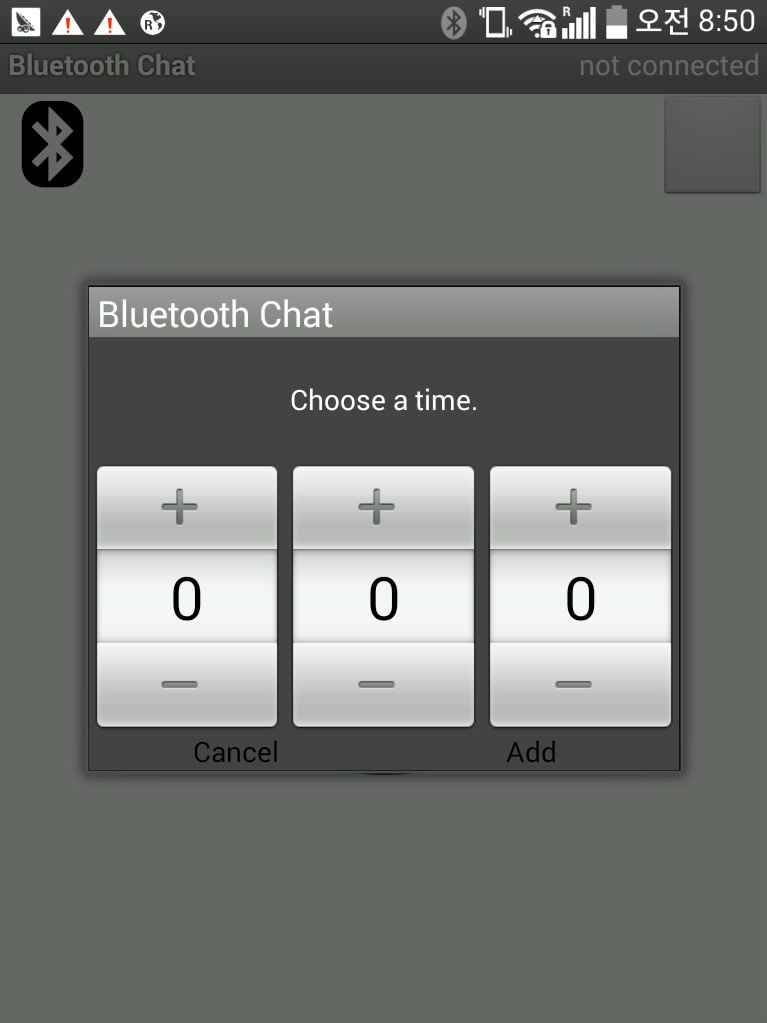 오전 8:50
Bluetooth Chat not connected
Bluetooth Chat
Choose a time.
+ + +
0 0 0
− − −
Cancel Add